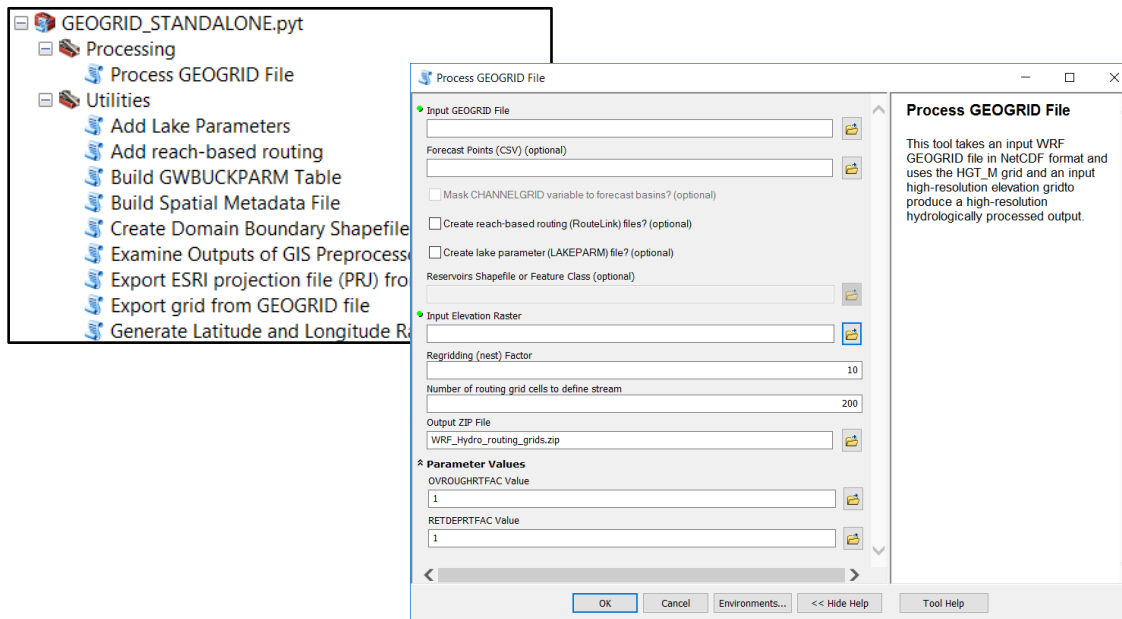 GEOGRID_STANDALONE.pyt
Processing
Process GEOGRID File
Utilities
Add Lake Parameters
Add reach-based routing
Build GWBUCKPARM Table
Build Spatial Metadata File
Create Domain Boundary Shapefile
Examine Outputs of GIS Preprocess
Export ESRI projection file (PRJ) fro
Export grid from GEOGRID file
Generate Latitude and Longitude Ra
Process GEOGRID File
Input GEOGRID File
Forecast Points (CSV) (optional)
Mask CHANNELGRID variable to forecast basins? (optional)
Create reach-based routing (RouteLink) files? (optional)
Create lake parameter (LAKEPARM) file? (optional)
Reservoirs Shapefile or Feature Class (optional)
Input Elevation Raster
Regridding (nest) Factor
10
Number of routing grid cells to define stream
200
Output ZIP File
WRF_Hydro_routing_grids.zip
Parameter Values
OVROUGHRTFAC Value
1
RETDEPRTFAC Value
1
OK
Cancel
Environments...
<< Hide Help
Tool Help
Process GEOGRID File
This tool takes an input WRF
GEOGRID file in NetCDF format and
uses the HGT_M grid and an input
high-resolution elevation gridto
produce a high-resolution
hydrologically processed output.